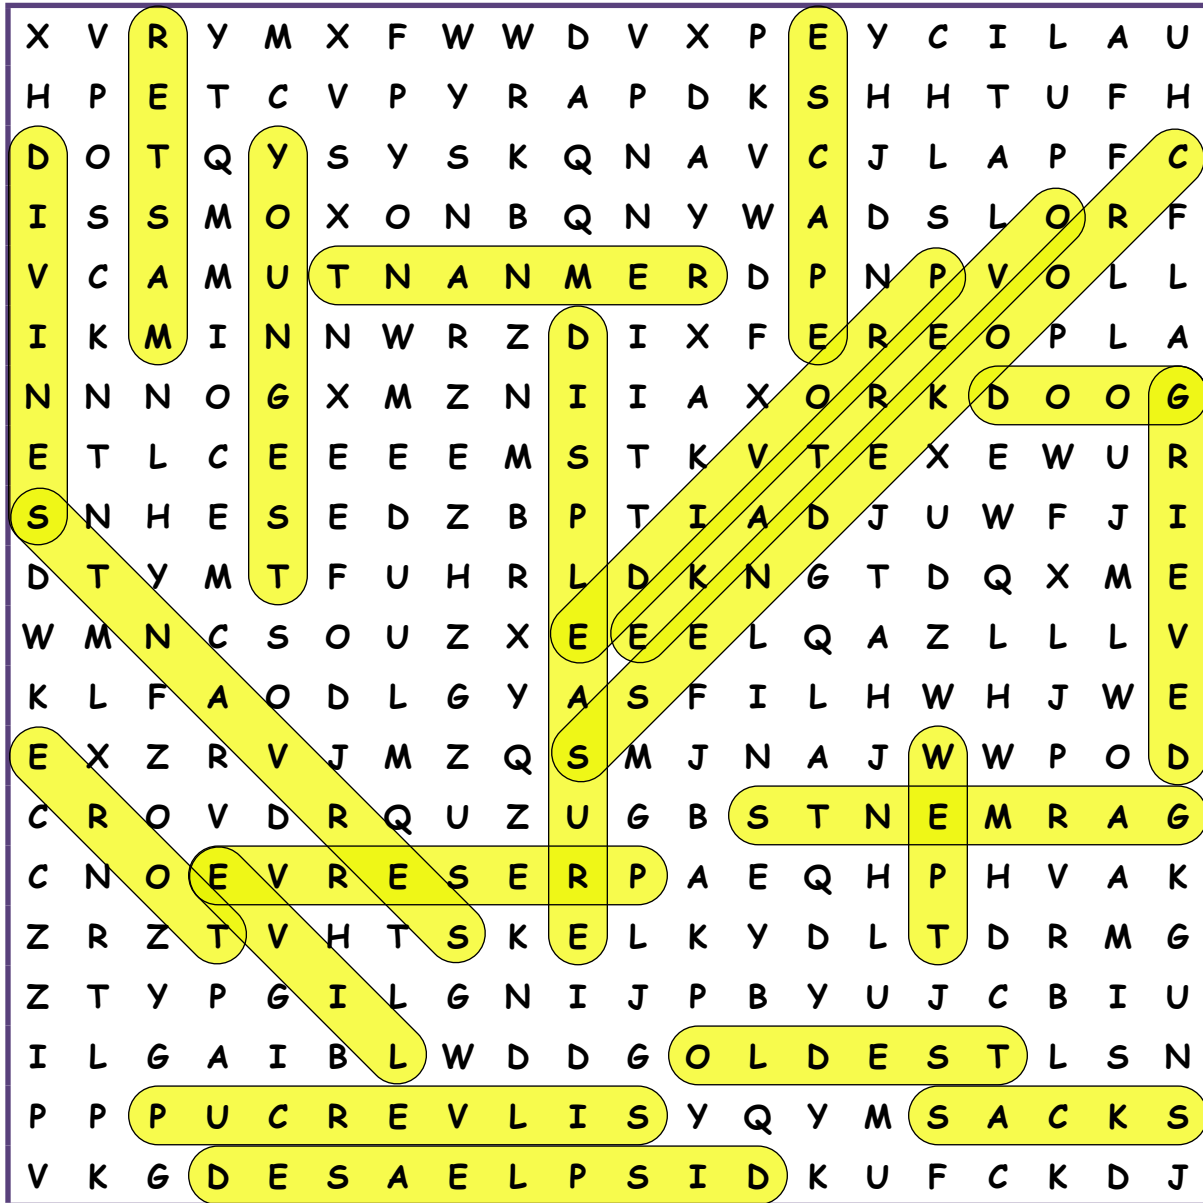 X V R Y M X F W W D V X P E Y C I L A U
H P E T C V P Y R A P D K S H H T U F H
D O T Q Y S Y S K Q N A V C J L A P F C
I S S M O X O N B Q N Y W A D S L O R F
V C A M U T N A N M E R D P N P V O L L
I K M I N N W R Z D I X F E R E O P L A
N N N O G X M Z N I I A X O R K D O O G
E T L C E E E E M S T K V T E X E W U R
S N H E S E D Z B P T I A D J U W F J I
D T Y M T F U H R L D K N G T D Q X M E
W M N C S O U Z X E E E L Q A Z L L L V
K L F A O D L G Y A S F I L H W H J W E
E X Z R V J M Z Q S M J N A J W W P O D
C R O V D R Q U Z U G B S T N E M R A G
C N O E V R E S E R P A E Q H P H V A K
Z R Z T V H T S K E L K Y D L T D R M G
Z T Y P G I L G N I J P B Y U J C B I U
I L G A I B L W D D G O L D E S T L S N
P P P U C R E V L I S Y Q Y M S A C K S
V K G D E S A E L P S I D K U F C K D J